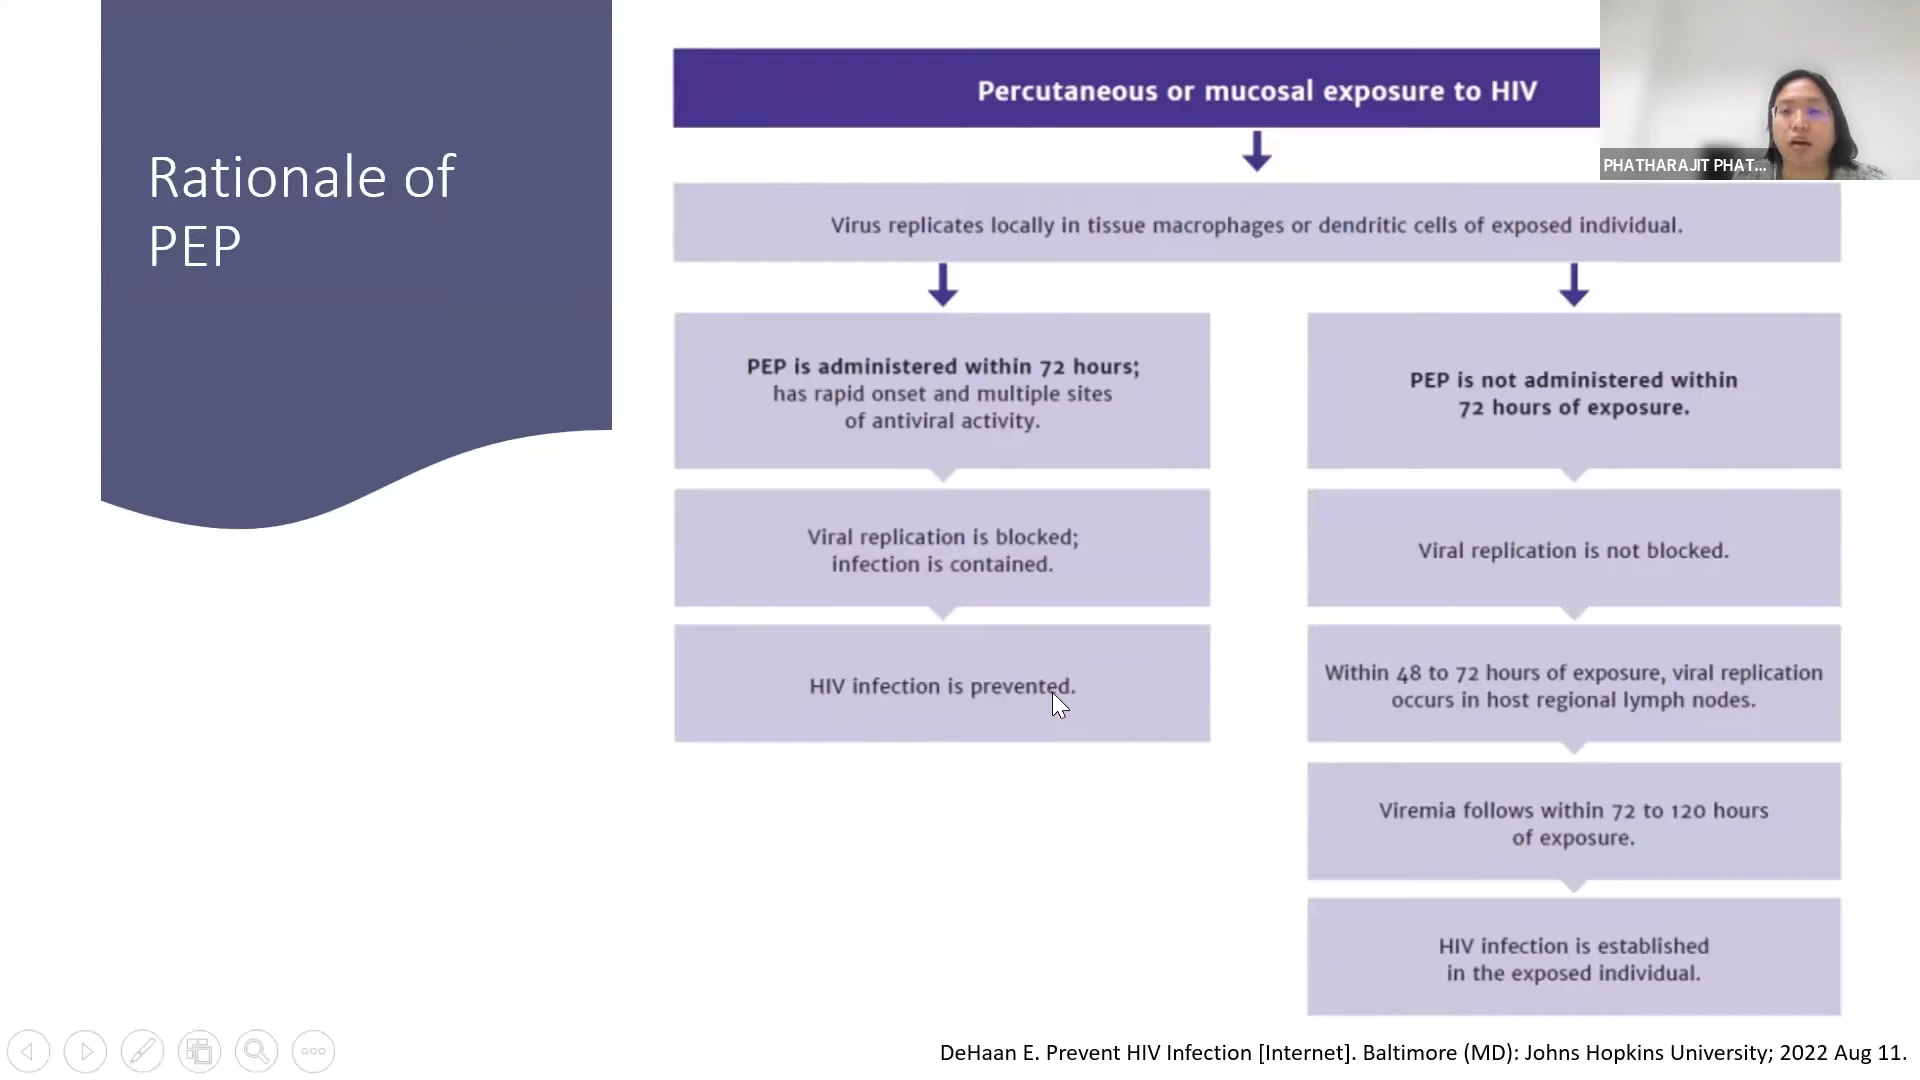 Rationale of
PEP
Percutaneous or mucosal exposure to HIV
PHATHARAJIT PHAT...
Virus replicates locally in tissue macrophages or dendritic cells of exposed individual.
PEP is administered within 72 hours;
has rapid onset and multiple sites
of antiviral activity.
Viral replication is blocked;
infection is contained.
HIV infection is prevented.
PEP is not administered within
72 hours of exposure.
Viral replication is not blocked.
Within 48 to 72 hours of exposure, viral replication
occurs in host regional lymph nodes.
Viremia follows within 72 to 120 hours
of exposure.
HIV infection is established
in the exposed individual.
DeHaan E. Prevent HIV Infection [Internet]. Baltimore (MD): Johns Hopkins University; 2022 Aug 11.